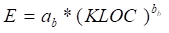 E = a_b * (KLOC)^{b_b}